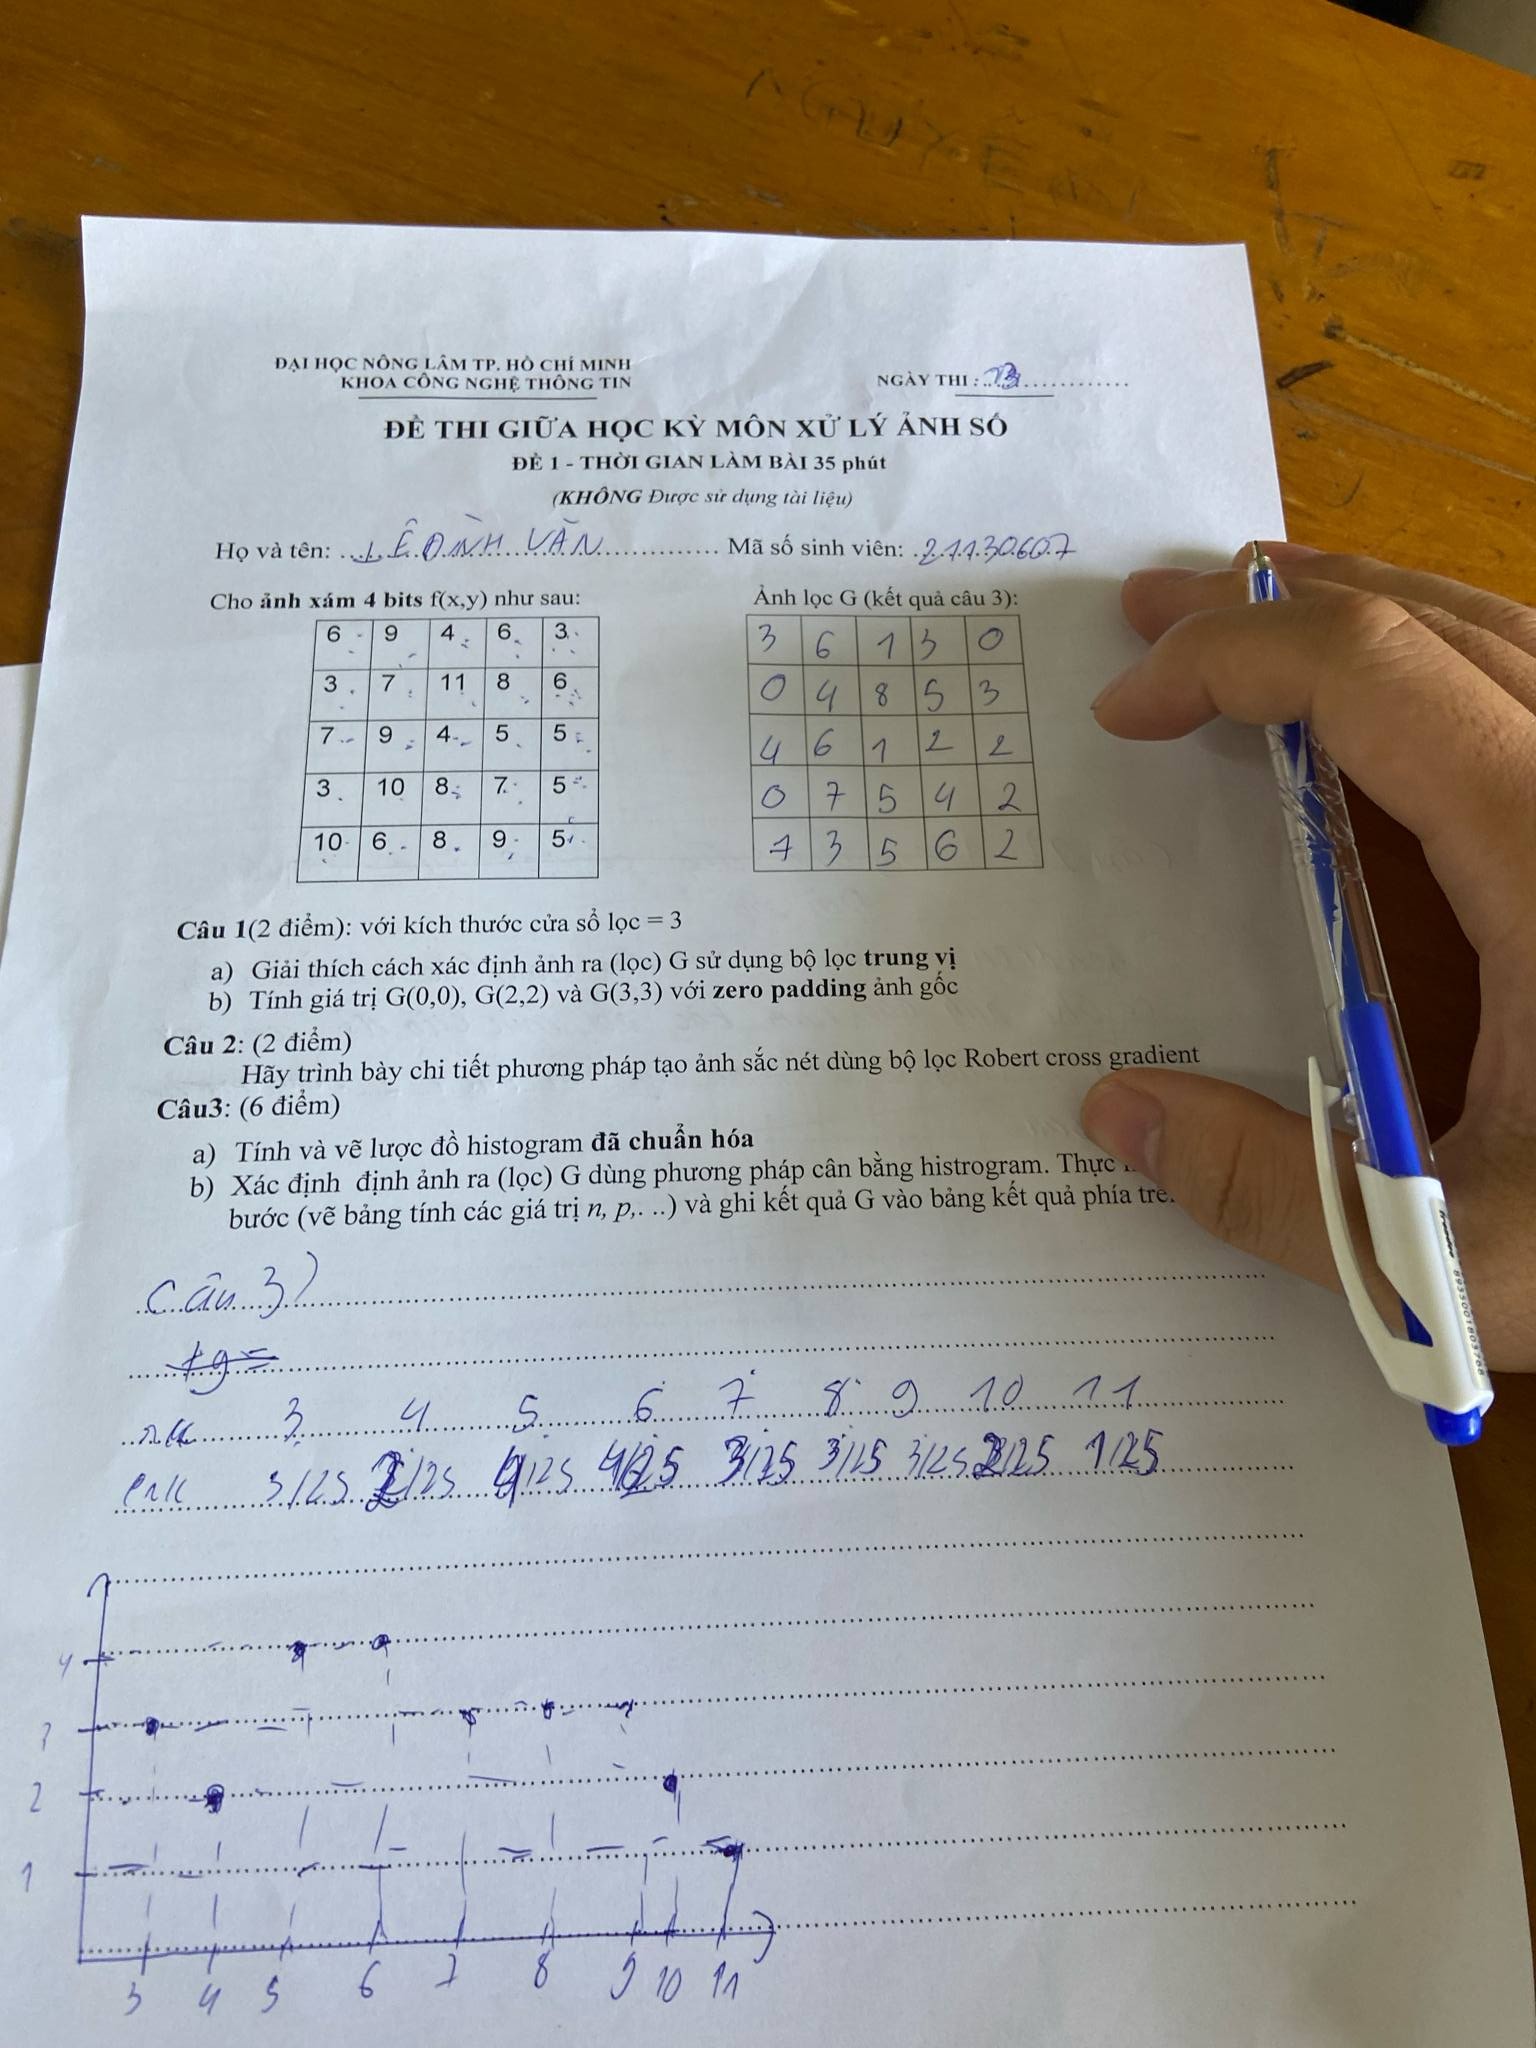 ĐẠI HỌC NÔNG LÂM TP. HỒ CHÍ MINH
KHOA CÔNG NGHỆ THÔNG TIN
NGÀY THI :
ĐỀ THI GIỮA HỌC KỲ MÔN XỬ LÝ ẢNH SỐ
ĐỀ 1 - THỜI GIAN LÀM BÀI 35 phút
(KHÔNG Được sử dụng tài liệu)
Họ và tên: LÊ ĐÌNH VĂN Mã số sinh viên: 21130607
Cho ảnh xám 4 bits f(x,y) như sau:
6 9 4 6 3
3 7 11 8 6
7 9 4 5 5
3 10 8 7 5
10 6 8 9 5
Ảnh lọc G (kết quả câu 3):
3 6 1 3 0
0 4 8 5 3
4 6 1 2 2
0 7 5 4 2
7 3 5 6 2
Câu 1(2 điểm): với kích thước cửa sổ lọc = 3
a) Giải thích cách xác định ảnh ra (lọc) G sử dụng bộ lọc trung vị
b) Tính giá trị G(0,0), G(2,2) và G(3,3) với zero padding ảnh gốc
Câu 2: (2 điểm)
Hãy trình bày chi tiết phương pháp tạo ảnh sắc nét dùng bộ lọc Robert cross gradient
Câu3: (6 điểm)
a) Tính và vẽ lược đồ histogram đã chuẩn hóa
b) Xác định định ảnh ra (lọc) G dùng phương pháp cân bằng histrogram. Thực
bước (vẽ bảng tính các giá trị n, p,. ..) và ghi kết quả G vào bảng kết quả phía
Câu 3)
3 4 5 6 7 8 9 10 11
3/25 2/25 4/25 4/25 3/25 3/25 3/25 2/25 1/25
4
3
2
1
3 4 5 6 7 8 9 10 11